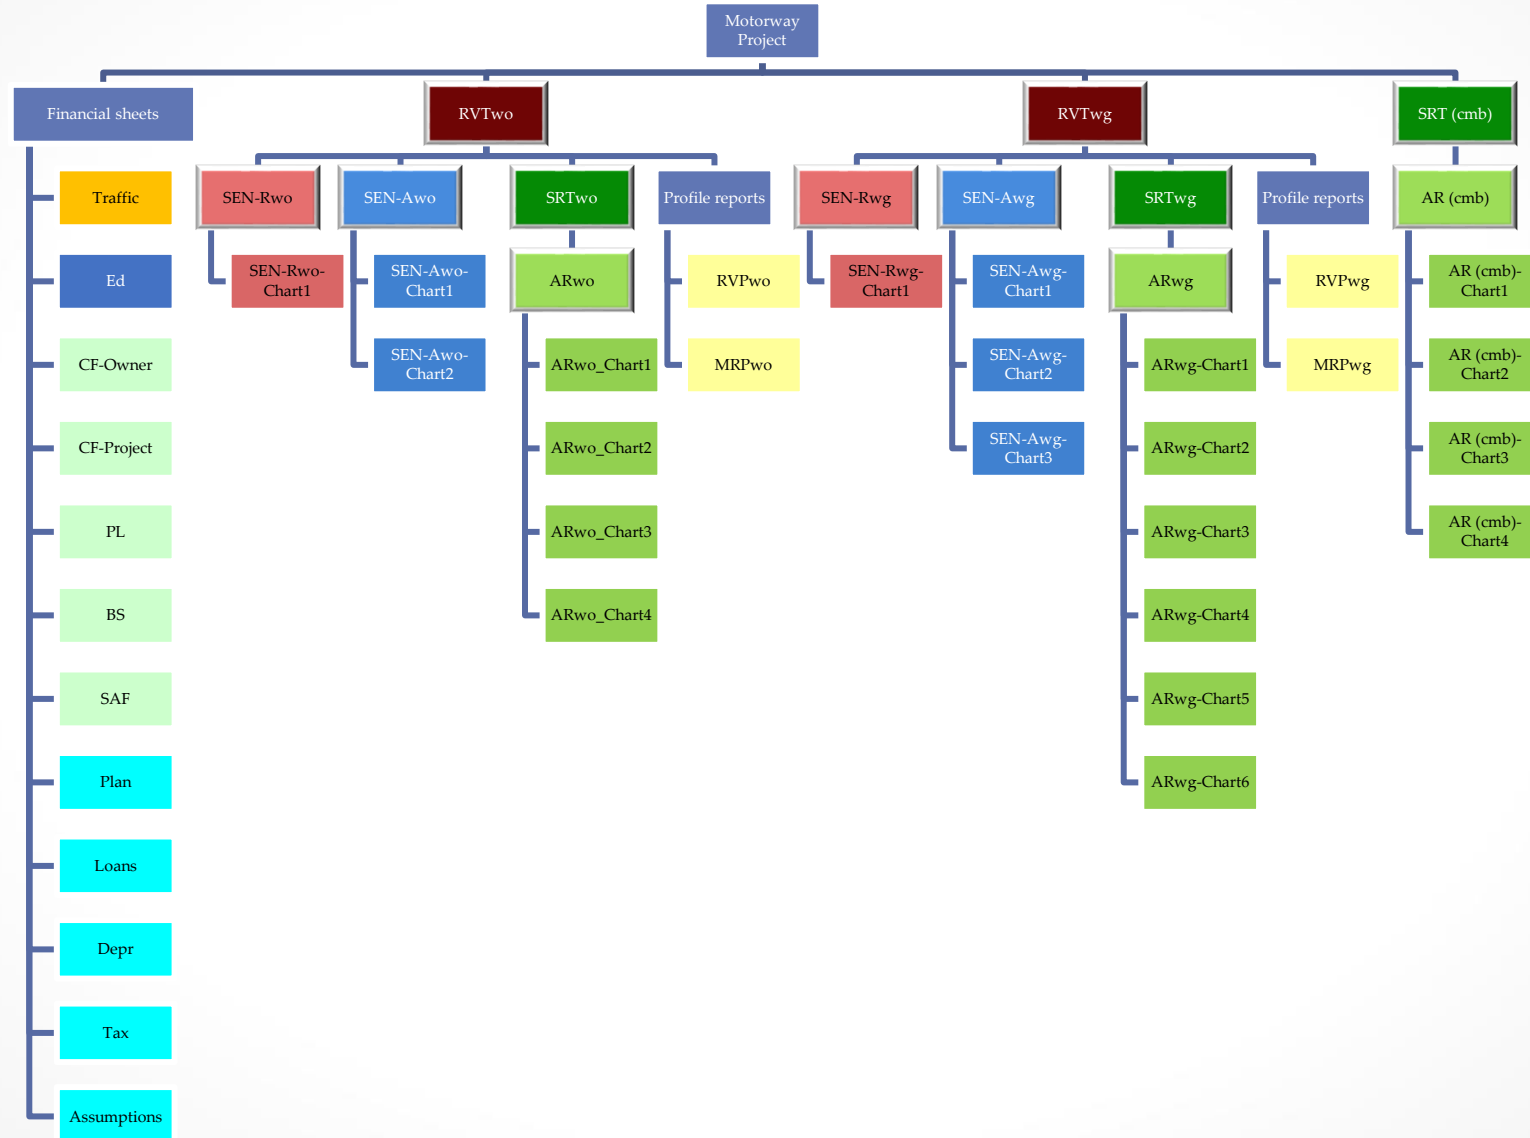 Motorway
Project
Financial sheets
RVTwo
RVTwg
SRT (cmb)
Traffic
SEN-Rwo
SEN-Awo
SRTwo
Profile reports
SEN-Rwg
SEN-Awg
SRTwg
Profile reports
AR (cmb)
Ed
SEN-Rwo-
Chart1
SEN-Awo-
Chart1
ARwo
RVPwo
SEN-Rwg-
Chart1
SEN-Awg-
Chart1
ARwg
RVPwg
AR (cmb)-
Chart1
CF-Owner
SEN-Awo-
Chart2
ARwo_Chart1
MRPwo
SEN-Awg-
Chart2
ARwg-Chart1
MRPwg
AR (cmb)-
Chart2
CF-Project
ARwo_Chart2
SEN-Awg-
Chart3
ARwg-Chart2
AR (cmb)-
Chart3
PL
ARwo_Chart3
ARwg-Chart3
AR (cmb)-
Chart4
BS
ARwo_Chart4
ARwg-Chart4
SAF
ARwg-Chart5
Plan
ARwg-Chart6
Loans
Depr
Tax
Assumptions